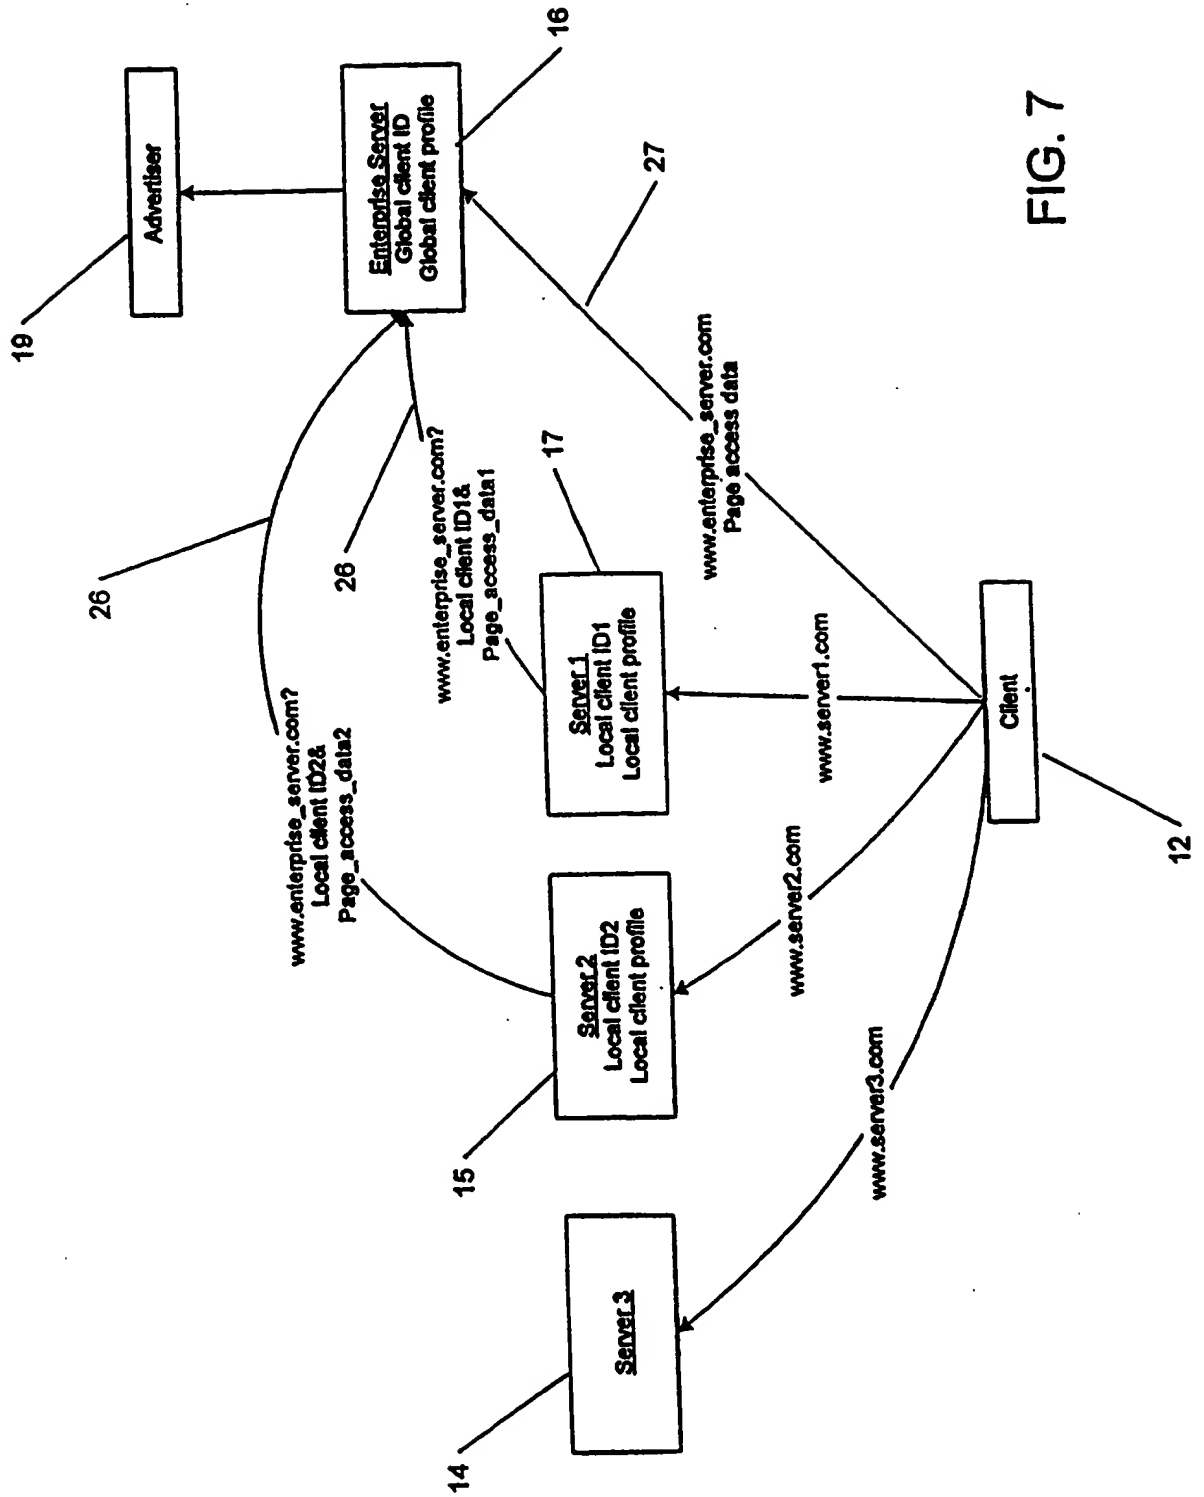 19
Advertiser
16
Enterprise Server
Global client ID
Global client profile
26
26
27
www.enterprise_server.com?
Local client ID2&
Page_access_data2
www.enterprise_server.com?
Local client ID1&
Page_access_data1
www.enterprise_server.com
Page access data
14
Server 3
15
Server 2
Local client ID2
Local client profile
17
Server 1
Local client ID1
Local client profile
www.server3.com
www.server2.com
www.server1.com
12
Client
FIG. 7